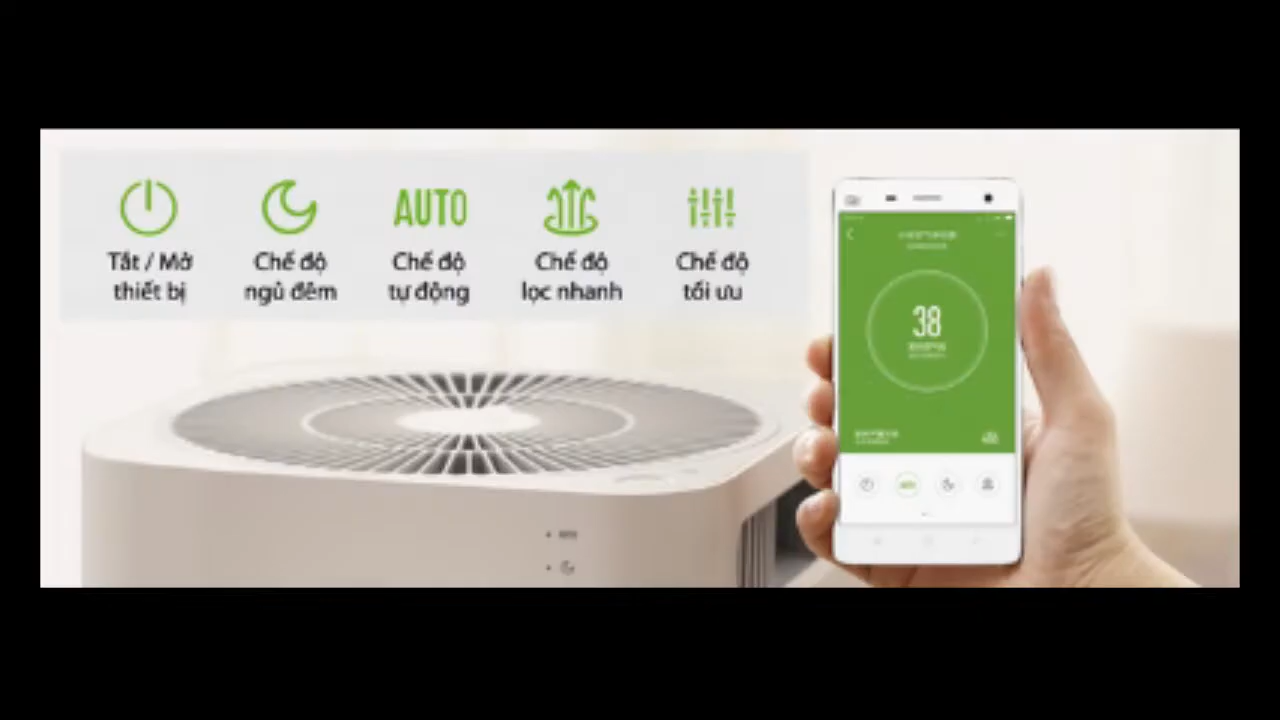 AUTO
Tắt / Mở
thiết bị
Chế độ
ngủ đêm
Chế độ
tự động
Chế độ
lọc nhanh
Chế độ
tối ưu
38